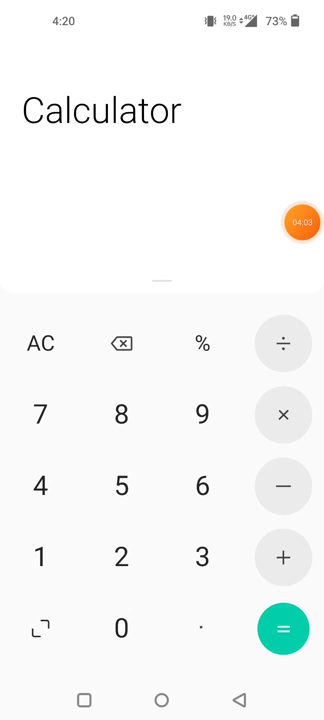 4:20 19.0 KB/S 4G 73%
Calculator
04:03
AC %  ÷
7 8 9 ×
4 5 6 −
1 2 3 +
0 . =